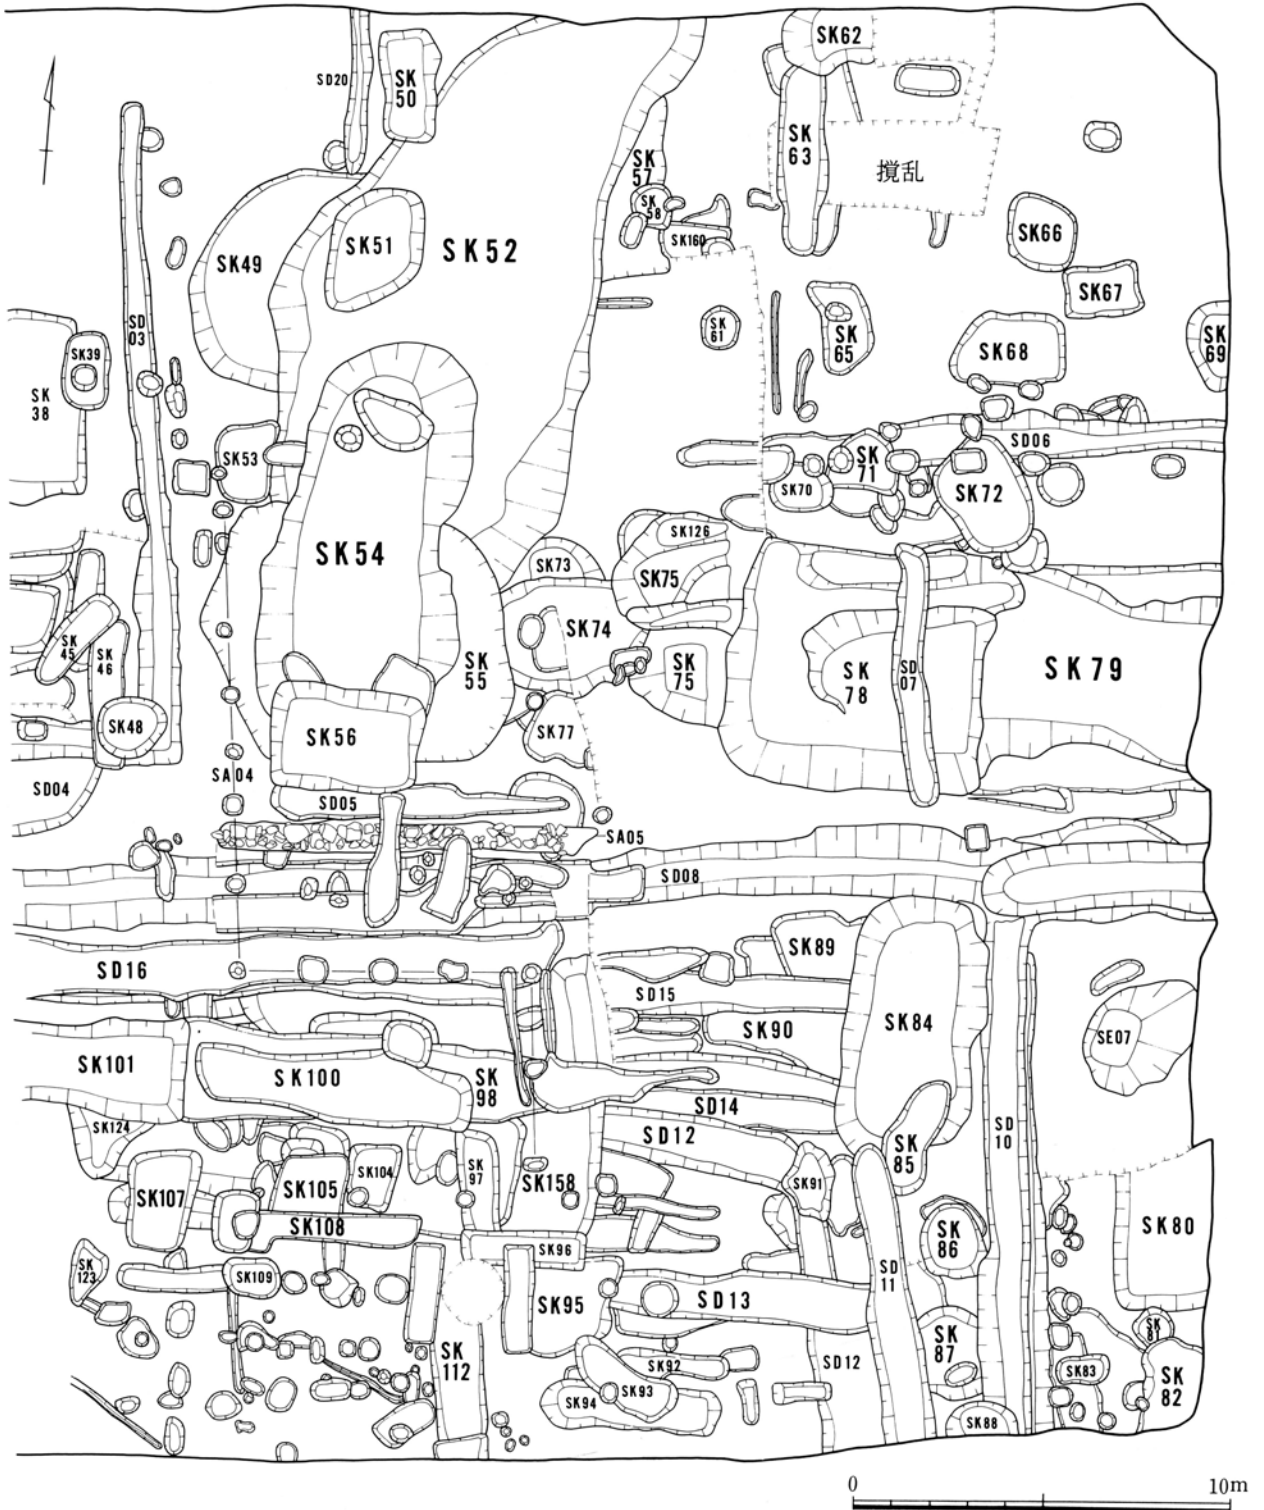 SK62
SD20
SK
50
SK
63
SK
57
撹乱
SK
58
SK160
SK51
SK52
SK49
SK66
SK67
SD
03
SK
61
SK
65
SK68
SK
69
SK39
SK
38
SK53
SD06
SK
71
SK70
SK72
SK54
SK126
SK73
SK75
SK74
SK
45
SK
46
SK
55
SK
75
SK
78
SD
07
SK79
SK48
SK56
SK77
SA04
SD04
SD05
SA05
SD08
SD16
SK89
SD15
SK90
SK84
SE07
SK101
SK100
SK
98
SD14
SK124
SD12
SD
10
SK
85
SK107
SK105
SK104
SK
97
SK158
SK91
SK108
SK96
SK
86
SK80
SK
123
SK109
SD
11
SK95
SD13
SK
112
SK92
SK93
SK94
SD12
SK
87
SK
81
SK83
SK
82
SK88
0
10m